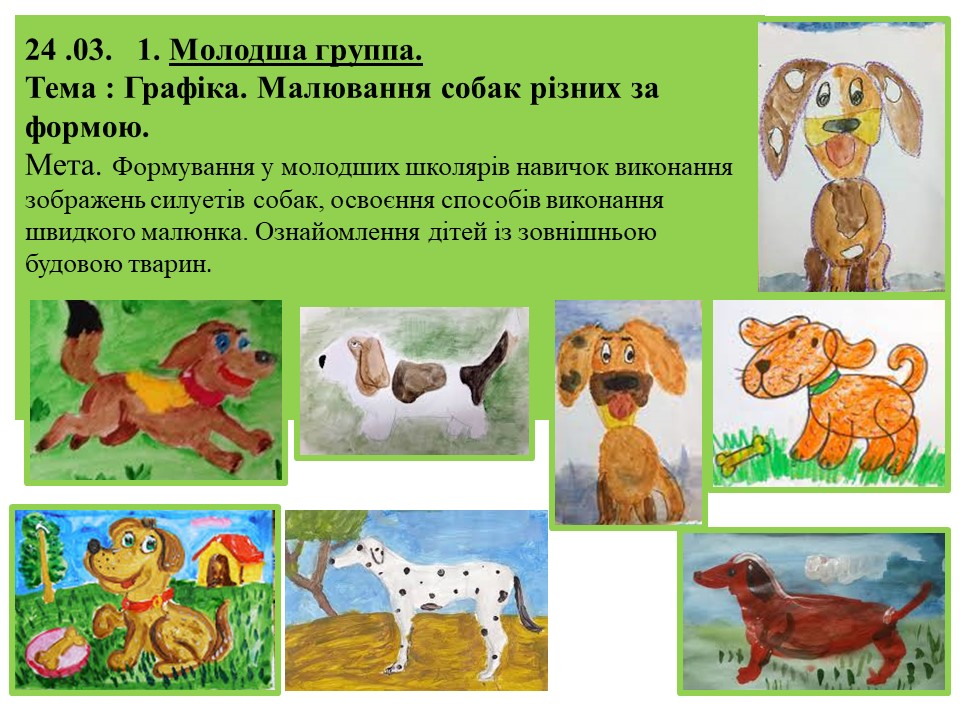 24 .03. 1. Молодша группа.
Тема : Графіка. Малювання собак різних за
формою.
Мета. Формування у молодших школярів навичок виконання
зображень силуетів собак, освоєння способів виконання
швидкого малюнка. Ознайомлення дітей із зовнішньою
будовою тварин.